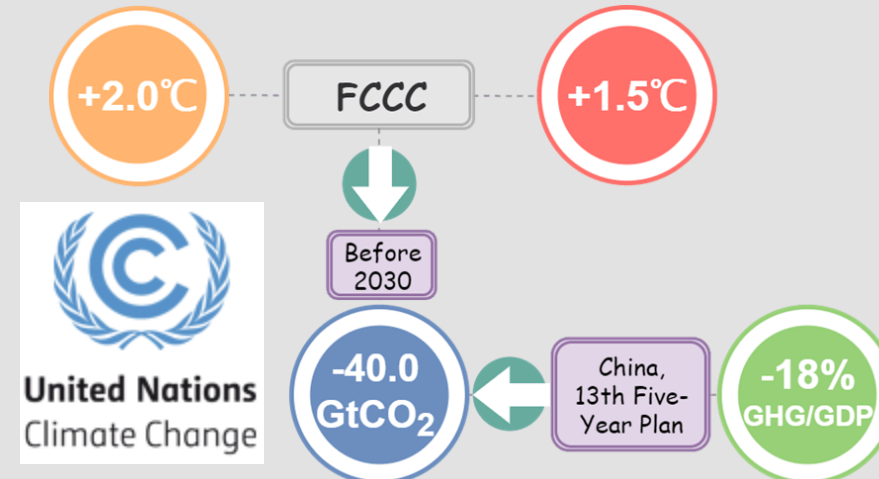 +2.0℃
FCCC
+1.5℃
Before
2030
United Nations
Climate Change
-40.0
GtCO₂
China,
13th Five-
Year Plan
-18%
GHG/GDP